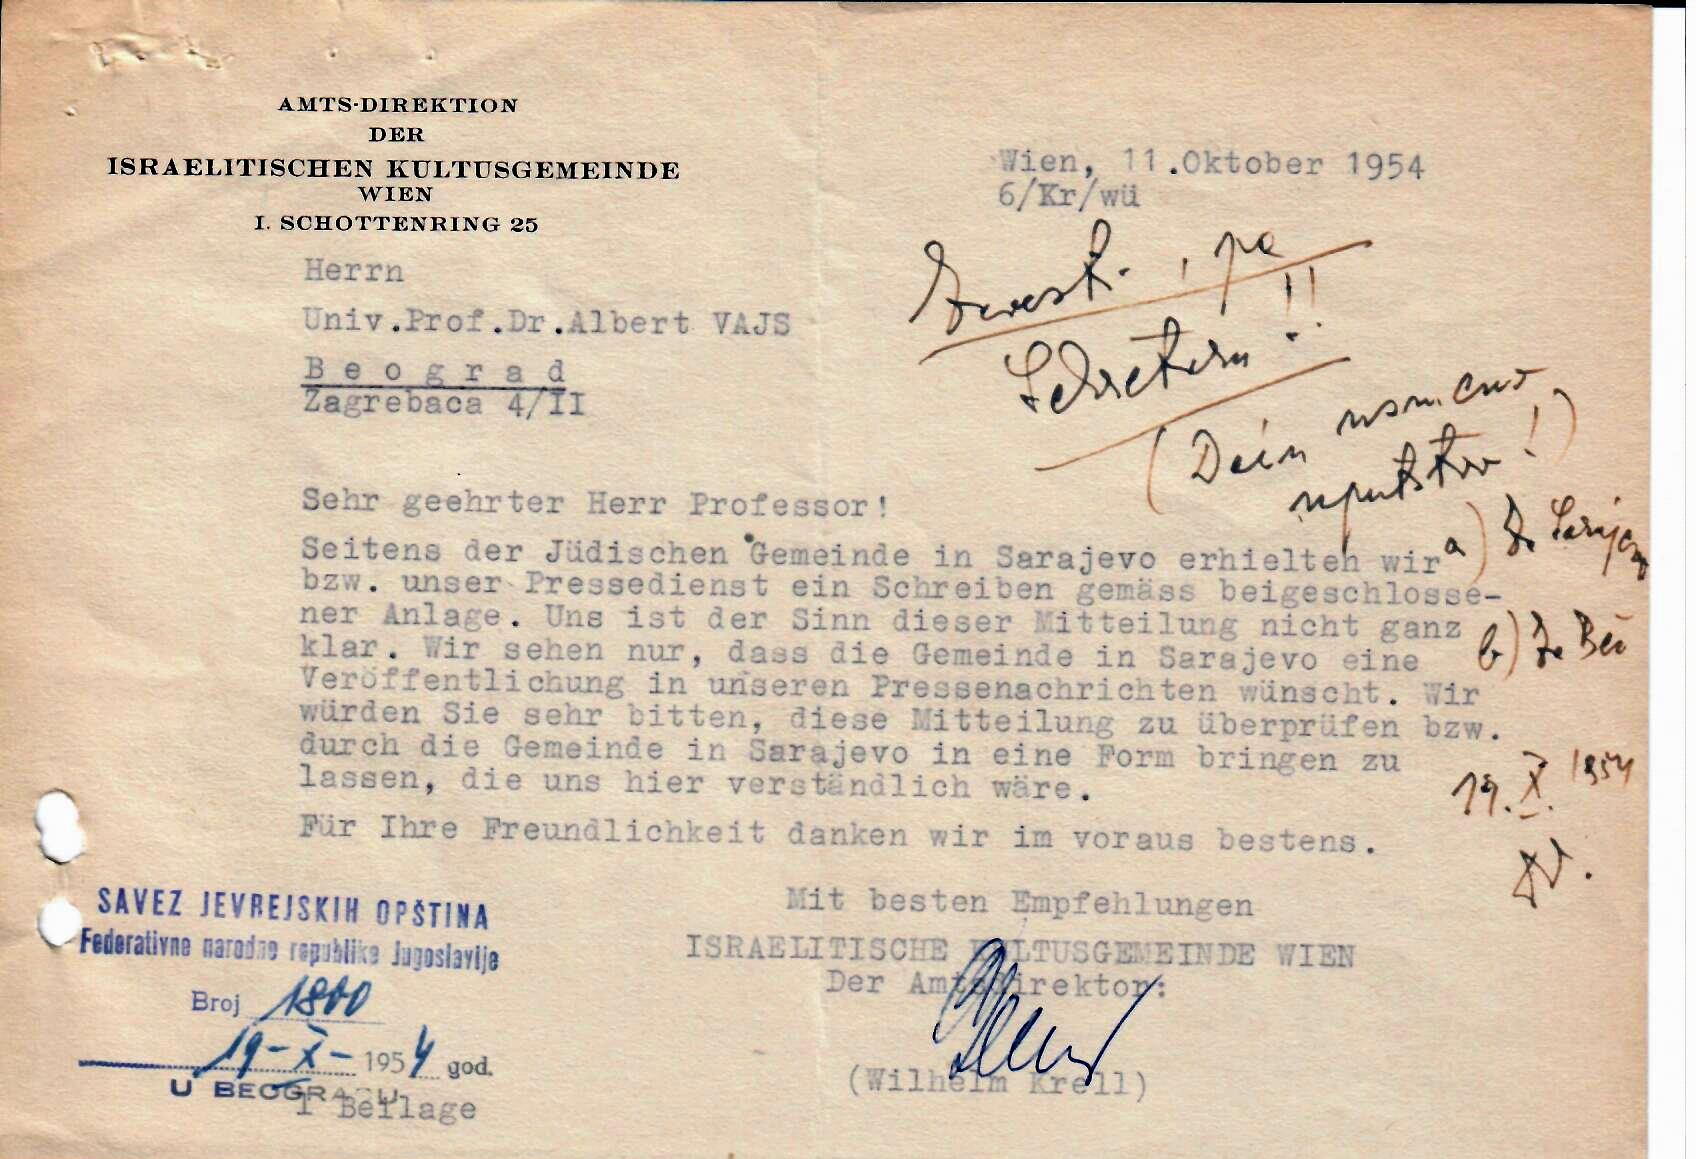 AMTS-DIREKTION
DER
ISRAELITISCHEN KULTUSGEMEINDE
WIEN
I. SCHOTTENRING 25
Wien, 11.Oktober 1954
6/Kr/wü
Herrn
Univ.Prof.Dr.Albert VAJS
Beograd
Zagrebaca 4/II
Sehr geehrter Herr Professor!
Seitens der Jüdischen Gemeinde in Sarajevo erhielten wir
bzw. unser Pressedienst ein Schreiben gemäss beigeschlosse-
ner Anlage. Uns ist der Sinn dieser Mitteilung nicht ganz
klar. Wir sehen nur, dass die Gemeinde in Sarajevo eine
Veröffentlichung in unseren Pressenachrichten wünscht. Wir
würden Sie sehr bitten, diese Mitteilung zu überprüfen bzw.
durch die Gemeinde in Sarajevo in eine Form bringen zu
lassen, die uns hier verständlich wäre.
Für Ihre Freundlichkeit danken wir im voraus bestens.
a)
b) Za Beč
19. X. 1954
Mit besten Empfehlungen
ISRAELITISCHE KULTUSGEMEINDE WIEN
Der Amtsdirektor:
(Wilhelm Krell)
SAVEZ JEVREJSKIH OPŠTINA
Federativne narodne republike Jugoslavije
Broj 1800
19-X-1954 god.
U BEOGRADU
1 Beilage